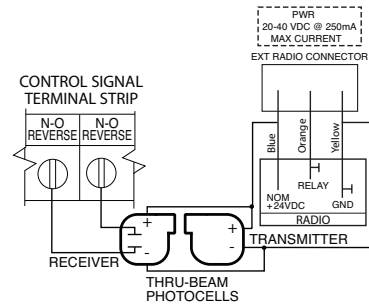 PWR
20-40 VDC @ 250mA
MAX CURRENT
EXT RADIO CONNECTOR
CONTROL SIGNAL
TERMINAL STRIP
N-O
REVERSE
N-O
REVERSE
Blue
Orange
Yellow
RELAY
NOM
+24VDC
GND
RADIO
+
-
+
-
TRANSMITTER
RECEIVER
THRU-BEAM
PHOTOCELLS